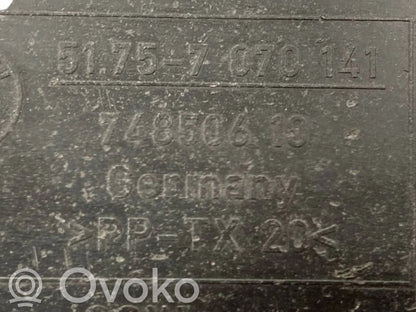 51.75-7 070 141
748506 13
Germany
>PP-TX 20<
Ovoko